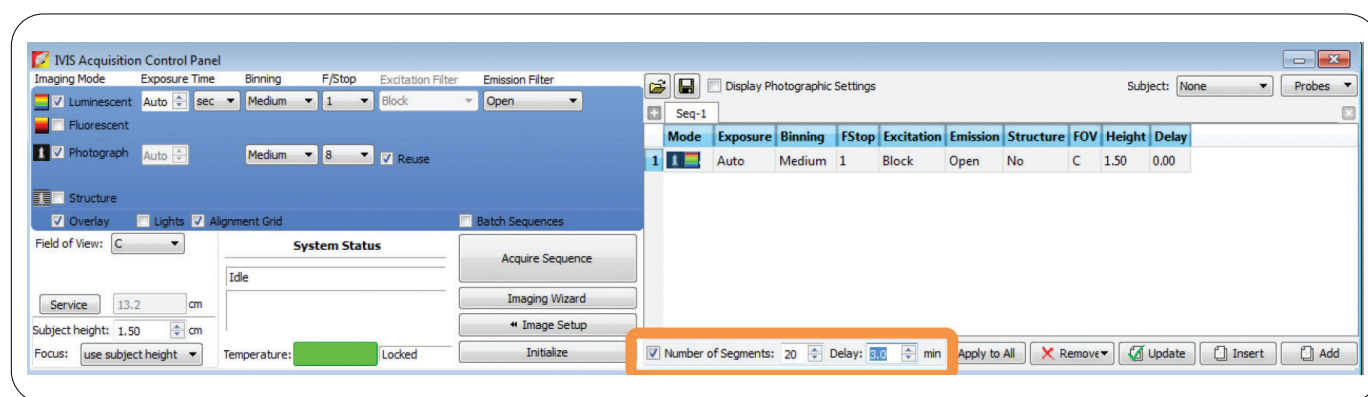 IVIS Acquisition Control Panel
Imaging Mode Exposure Time Binning F/Stop Excitation Filter Emission Filter
Luminescent Auto sec Medium 1 Block Open
Fluorescent
Photograph Auto Medium 8 Reuse
Structure
Overlay Lights Alignment Grid Batch Sequences
Field of View: C
System Status
Idle
Service 13.2 cm
Subject height: 1.50 cm
Focus: use subject height
Temperature: Locked
Acquire Sequence
Imaging Wizard
Image Setup
Initialize
Display Photographic Settings Subject: None Probes
Seq-1
Mode Exposure Binning FStop Excitation Emission Structure FOV Height Delay
1 Auto Medium 1 Block Open No C 1.50 0.00
Number of Segments: 20 Delay: 3.0 min Apply to All Remove Update Insert Add